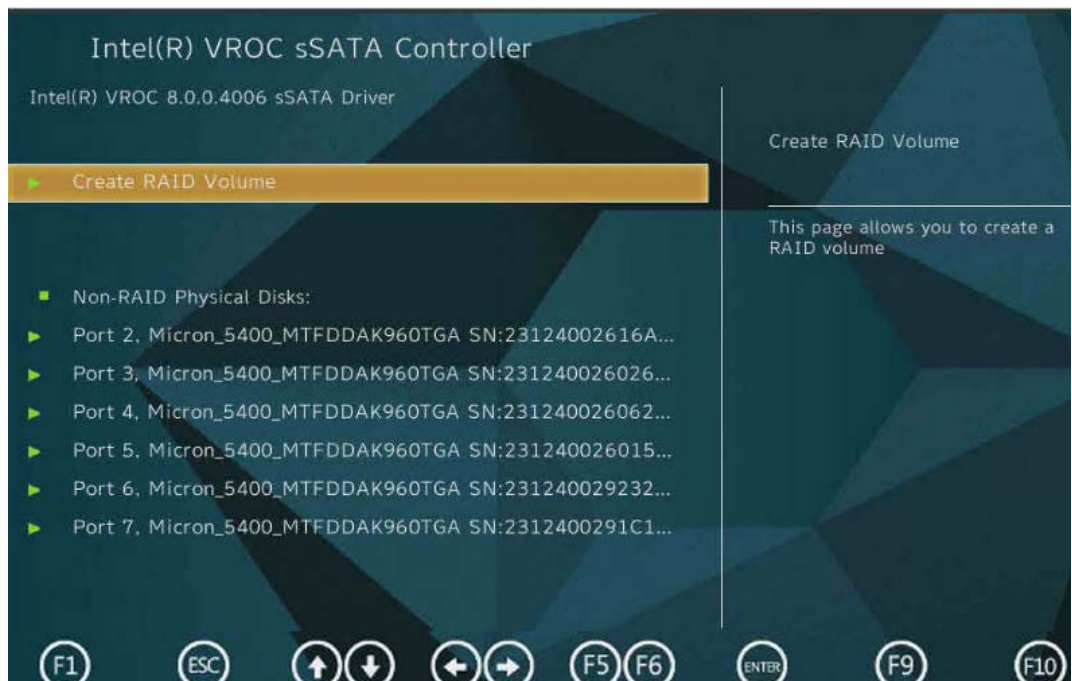 Intel(R) VROC sSATA Controller
Intel(R) VROC 8.0.0.4006 sSATA Driver
Create RAID Volume
Create RAID Volume
This page allows you to create a
RAID volume
Non-RAID Physical Disks:
Port 2, Micron_5400_MTFDDAK960TGA SN:23124002616A...
Port 3, Micron_5400_MTFDDAK960TGA SN:231240026026...
Port 4, Micron_5400_MTFDDAK960TGA SN:231240026062...
Port 5, Micron_5400_MTFDDAK960TGA SN:231240026015...
Port 6, Micron_5400_MTFDDAK960TGA SN:231240029232...
Port 7, Micron_5400_MTFDDAK960TGA SN:2312400291C1...
F1 ESC F5 F6 ENTER F9 F10